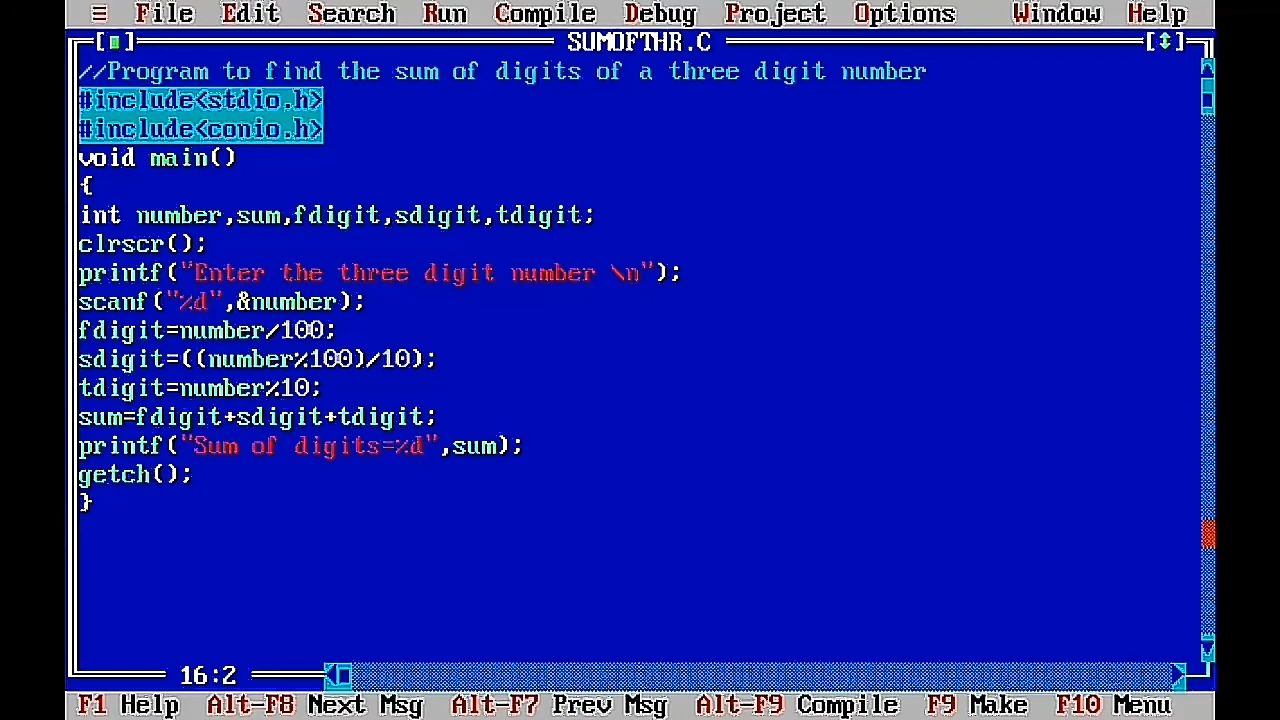 ≡ File Edit Search Run Compile Debug Project Options Window Help
[■] SUMOFTHR.C [↕]
//Program to find the sum of digits of a three digit number
#include<stdio.h>
#include<conio.h>
void main()
{
int number,sum,fdigit,sdigit,tdigit;
clrscr();
printf("Enter the three digit number \n");
scanf("%d",&number);
fdigit=number/100;
sdigit=((number%100)/10);
tdigit=number%10;
sum=fdigit+sdigit+tdigit;
printf("Sum of digits=%d",sum);
getch();
}
16:2
F1 Help Alt-F8 Next Msg Alt-F7 Prev Msg Alt-F9 Compile F9 Make F10 Menu